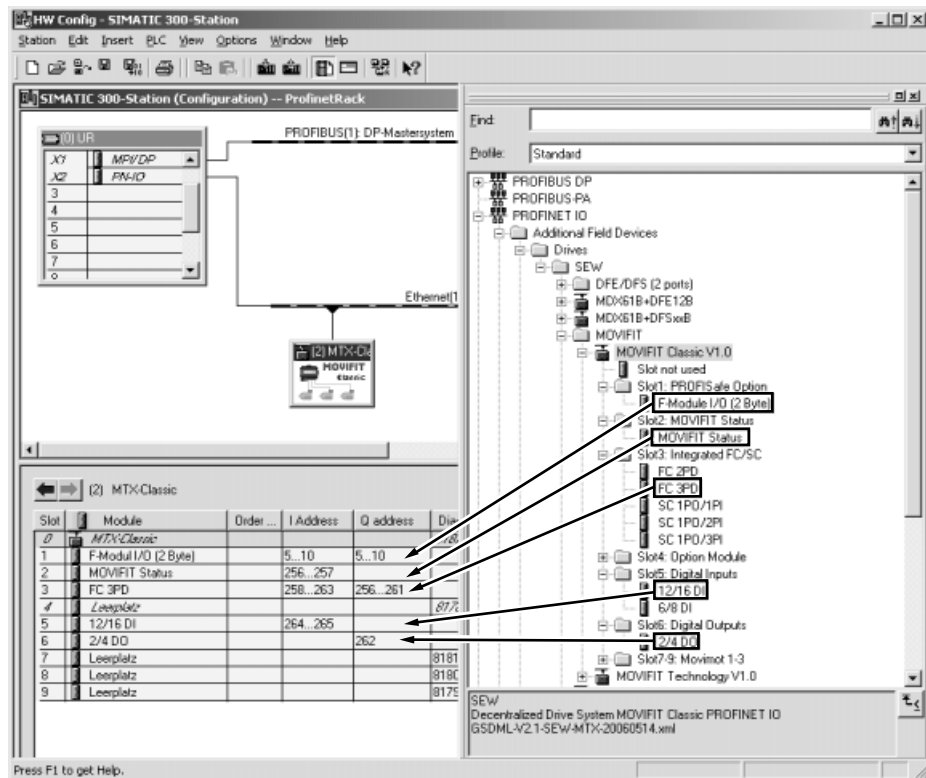 HW Config - SIMATIC 300-Station
Station Edit Insert PLC View Options Window Help
SIMATIC 300-Station (Configuration) -- ProfinetRack
(0) UR
X1 MPI/DP
X2 PN-IO
3
4
5
6
7
PROFIBUS(1): DP-Mastersystem
Ethernet(1
(2) MTX-Cla
MOVIFIT
Classic
(2) MTX-Classic
Slot Module Order ... I Address Q address Dia
0 MTX-Classic
1 F-Modul I/O (2 Byte) 5...10 5...10
2 MOVIFIT Status 256...257
3 FC 3PD 258...263 256...261
4 Leerplatz
5 12/16 DI 264...265
6 2/4 DO 262
7 Leerplatz 8181
8 Leerplatz 8180
9 Leerplatz 8179
Find:
Profile: Standard
PROFIBUS DP
PROFIBUS-PA
PROFINET IO
Additional Field Devices
Drives
SEW
DFE/DFS (2 ports)
MDX61B+DFE12B
MDX61B+DFSxxB
MOVIFIT
MOVIFIT Classic V1.0
Slot not used
Slot1: PROFISafe Option
F-Module I/O (2 Byte)
Slot2: MOVIFIT Status
MOVIFIT Status
Slot3: Integrated FC/SC
FC 2PD
FC 3PD
SC 1PO/1PI
SC 1PO/2PI
SC 1PO/3PI
Slot4: Option Module
Slot5: Digital Inputs
12/16 DI
6/8 DI
Slot6: Digital Outputs
2/4 DO
Slot7-9: Movimot 1-3
MOVIFIT Technology V1.0
SEW
Decentralized Drive System MOVIFIT Classic PROFINET IO
GSDML-V2.1-SEW-MTX-20060514.xml
Press F1 to get Help.